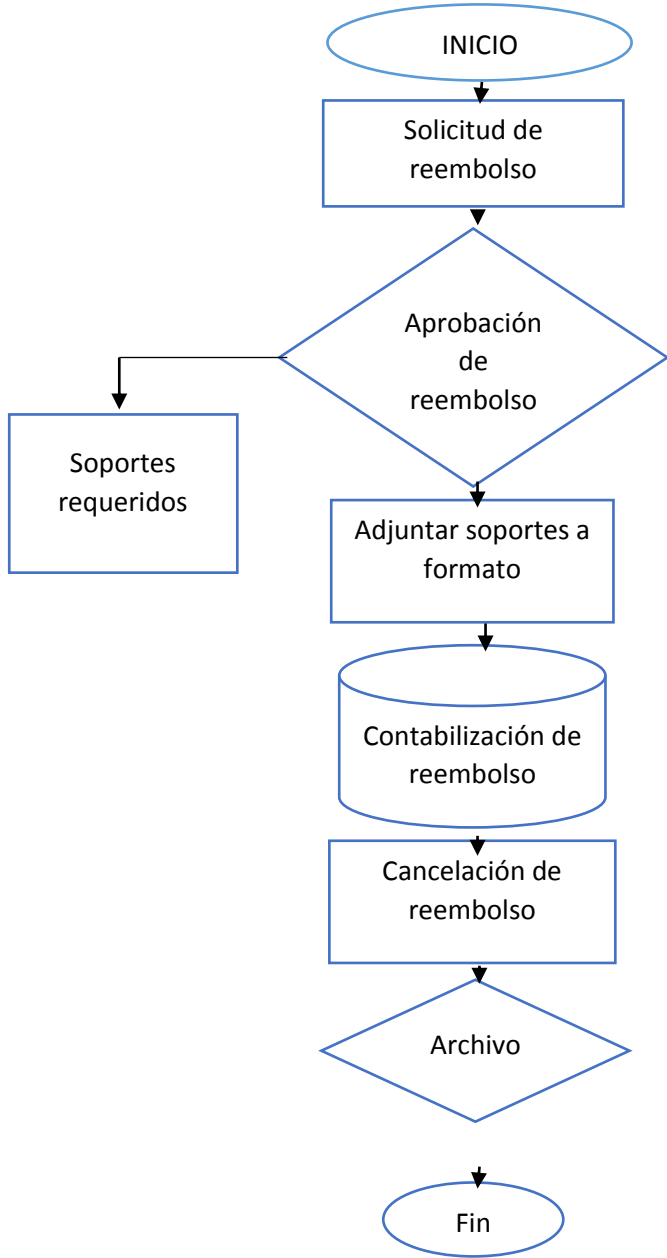 INICIO
Solicitud de
reembolso
Aprobación
de
reembolso
Soportes
requeridos
Adjuntar soportes a
formato
Contabilización de
reembolso
Cancelación de
reembolso
Archivo
Fin